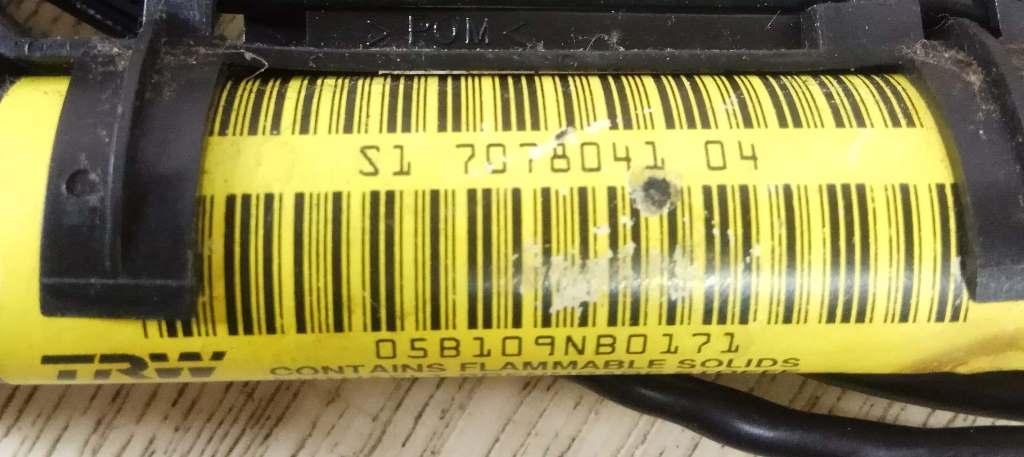 > POM <
S1 7078041 04
05B109NB0171
TRW
CONTAINS FLAMMABLE SOLIDS